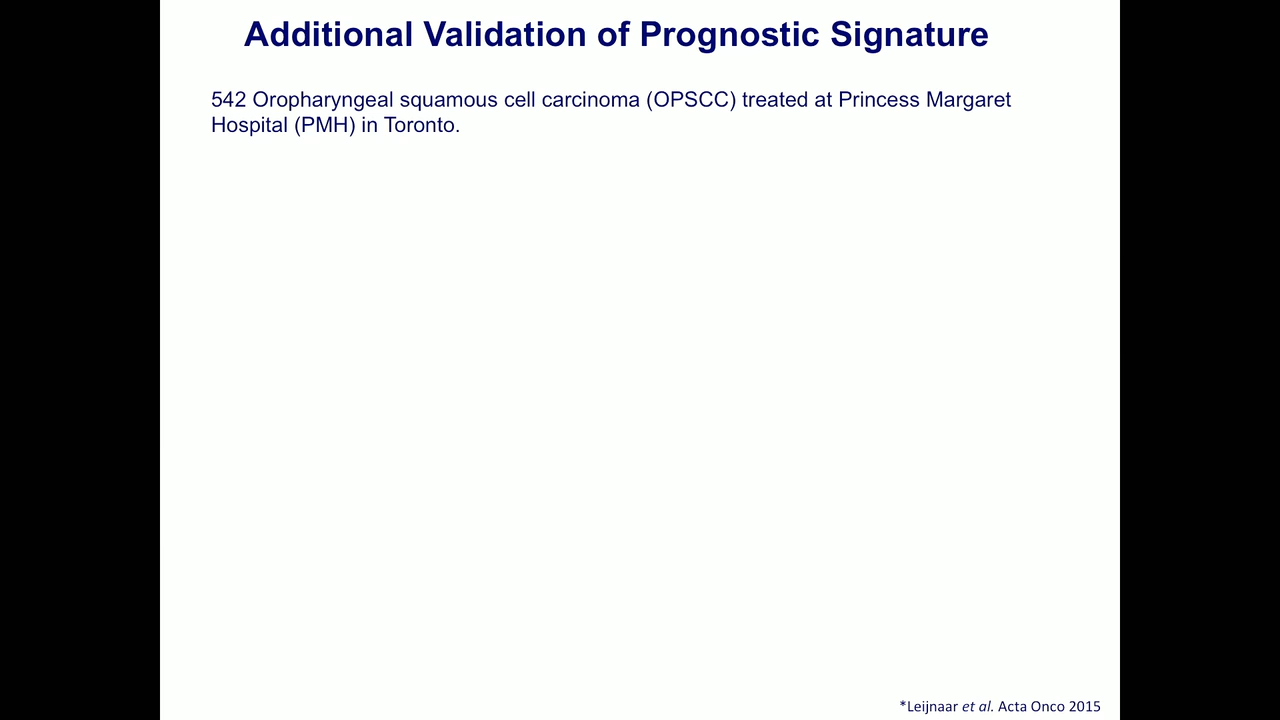 Additional Validation of Prognostic Signature
542 Oropharyngeal squamous cell carcinoma (OPSCC) treated at Princess Margaret
Hospital (PMH) in Toronto.
*Leijnaar et al. Acta Onco 2015